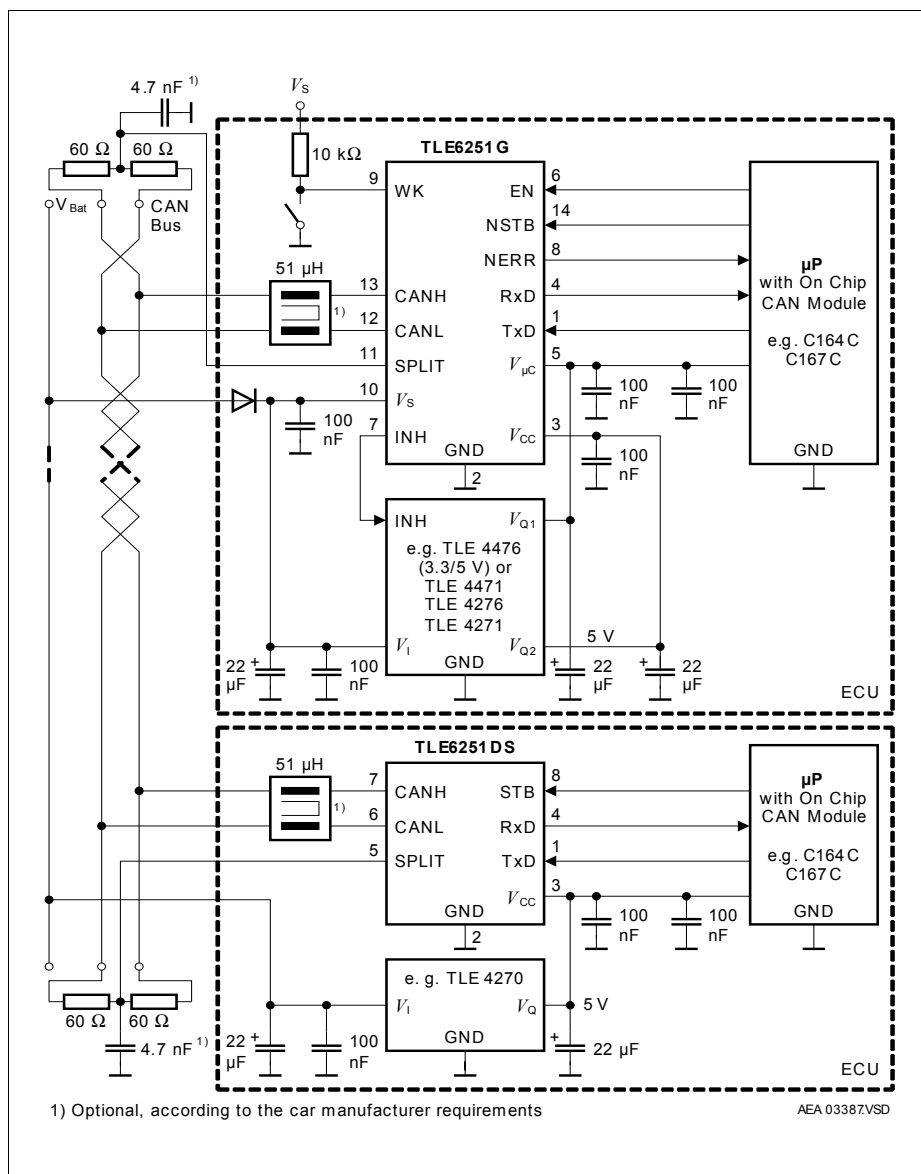 4.7 nF 1)
VS
60 Ω
60 Ω
10 kΩ
VBat
CAN
Bus
TLE6251G
9
WK
EN
6
NSTB
14
NERR
8
51 µH
1)
13
CANH
RxD
4
12
CANL
TxD
1
11
SPLIT
VµC
5
10
VS
100
nF
100
nF
100
nF
7
INH
VCC
3
100
nF
GND
2
µP
with On Chip
CAN Module
e.g. C164C
C167C
GND
INH
VQ1
e.g. TLE 4476
(3.3/5 V) or
TLE 4471
TLE 4276
TLE 4271
VI
VQ2
5 V
GND
22
µF
+
100
nF
22
µF
+
22
µF
+
ECU
TLE6251DS
51 µH
1)
7
CANH
STB
8
6
CANL
RxD
4
5
SPLIT
TxD
1
VCC
3
GND
2
100
nF
100
nF
µP
with On Chip
CAN Module
e.g. C164C
C167C
GND
e. g. TLE 4270
VI
VQ
5 V
GND
60 Ω
60 Ω
4.7 nF 1)
22
µF
+
100
nF
+
22 µF
ECU
1) Optional, according to the car manufacturer requirements
AEA 03387.VSD